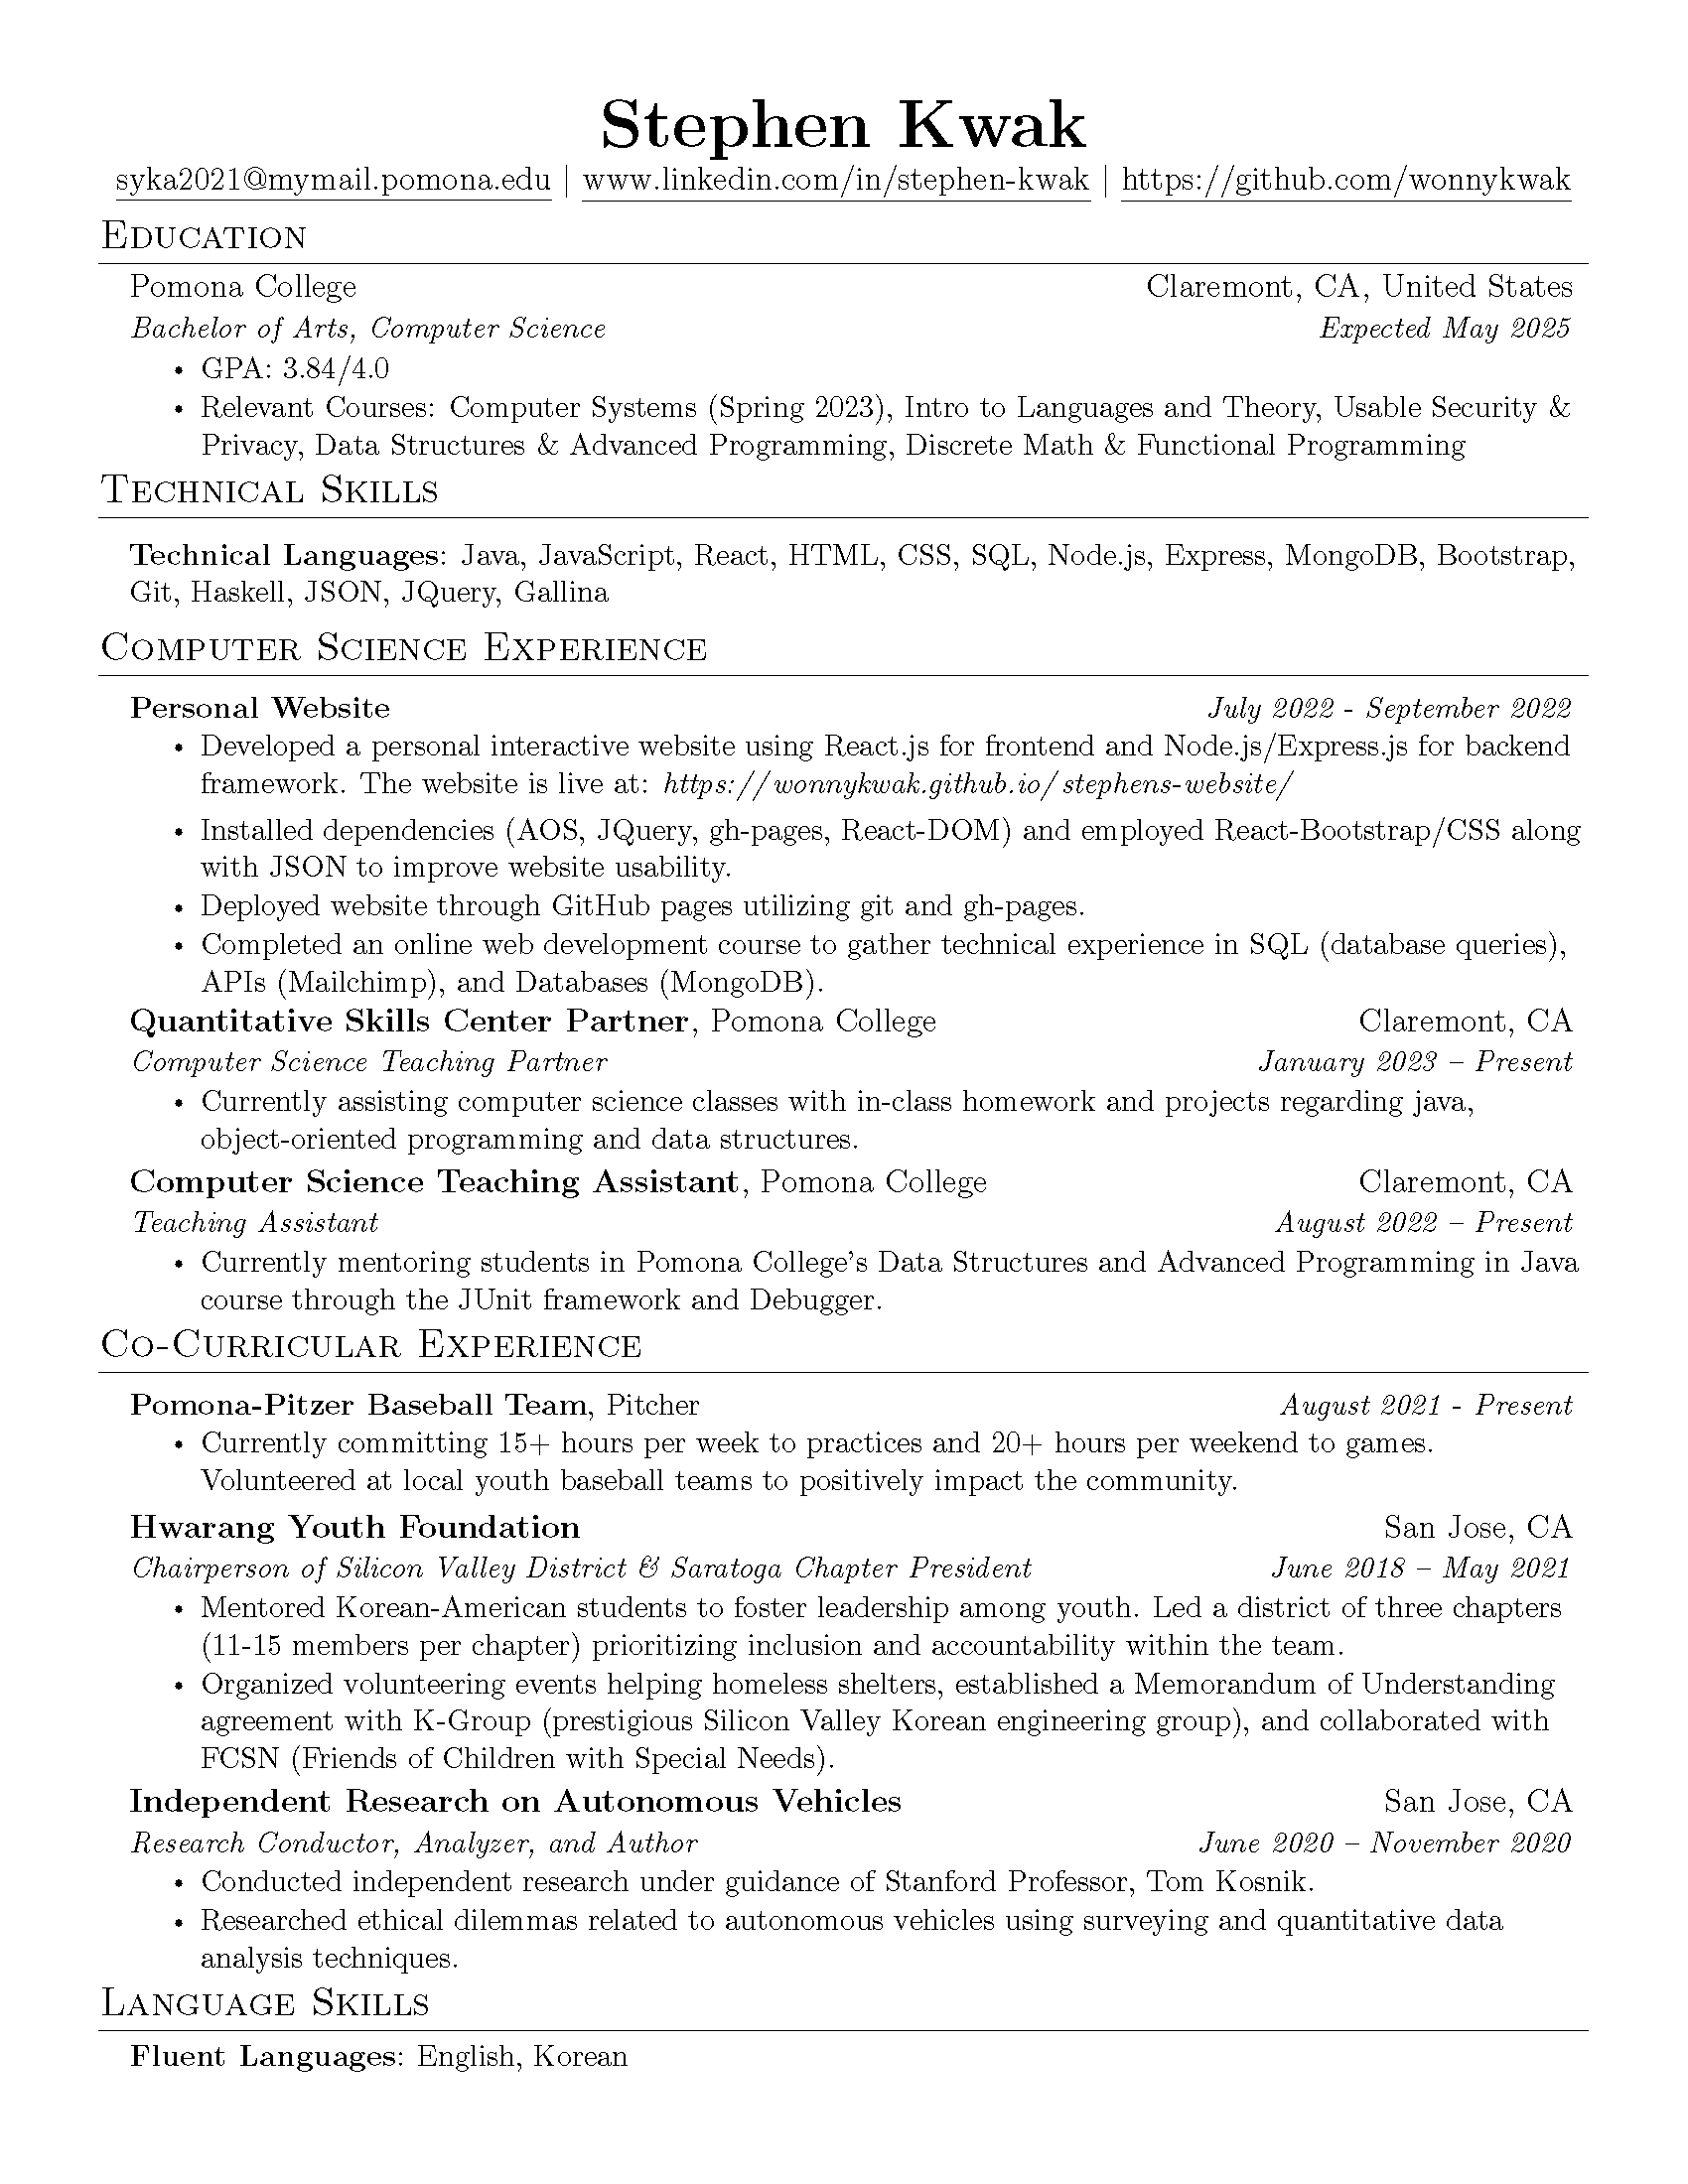 Stephen Kwak
syka2021@mymail.pomona.edu | www.linkedin.com/in/stephen-kwak | https://github.com/wonnykwak
Education
Pomona College Claremont, CA, United States
Bachelor of Arts, Computer Science Expected May 2025
• GPA: 3.84/4.0
• Relevant Courses: Computer Systems (Spring 2023), Intro to Languages and Theory, Usable Security &
Privacy, Data Structures & Advanced Programming, Discrete Math & Functional Programming
Technical Skills
Technical Languages: Java, JavaScript, React, HTML, CSS, SQL, Node.js, Express, MongoDB, Bootstrap,
Git, Haskell, JSON, JQuery, Gallina
Computer Science Experience
Personal Website July 2022 - September 2022
• Developed a personal interactive website using React.js for frontend and Node.js/Express.js for backend
framework. The website is live at: https://wonnykwak.github.io/stephens-website/
• Installed dependencies (AOS, JQuery, gh-pages, React-DOM) and employed React-Bootstrap/CSS along
with JSON to improve website usability.
• Deployed website through GitHub pages utilizing git and gh-pages.
• Completed an online web development course to gather technical experience in SQL (database queries),
APIs (Mailchimp), and Databases (MongoDB).
Quantitative Skills Center Partner, Pomona College Claremont, CA
Computer Science Teaching Partner January 2023 – Present
• Currently assisting computer science classes with in-class homework and projects regarding java,
object-oriented programming and data structures.
Computer Science Teaching Assistant, Pomona College Claremont, CA
Teaching Assistant August 2022 – Present
• Currently mentoring students in Pomona College's Data Structures and Advanced Programming in Java
course through the JUnit framework and Debugger.
Co-Curricular Experience
Pomona-Pitzer Baseball Team, Pitcher August 2021 - Present
• Currently committing 15+ hours per week to practices and 20+ hours per weekend to games.
Volunteered at local youth baseball teams to positively impact the community.
Hwarang Youth Foundation San Jose, CA
Chairperson of Silicon Valley District & Saratoga Chapter President June 2018 – May 2021
• Mentored Korean-American students to foster leadership among youth. Led a district of three chapters
(11-15 members per chapter) prioritizing inclusion and accountability within the team.
• Organized volunteering events helping homeless shelters, established a Memorandum of Understanding
agreement with K-Group (prestigious Silicon Valley Korean engineering group), and collaborated with
FCSN (Friends of Children with Special Needs).
Independent Research on Autonomous Vehicles San Jose, CA
Research Conductor, Analyzer, and Author June 2020 – November 2020
• Conducted independent research under guidance of Stanford Professor, Tom Kosnik.
• Researched ethical dilemmas related to autonomous vehicles using surveying and quantitative data
analysis techniques.
Language Skills
Fluent Languages: English, Korean